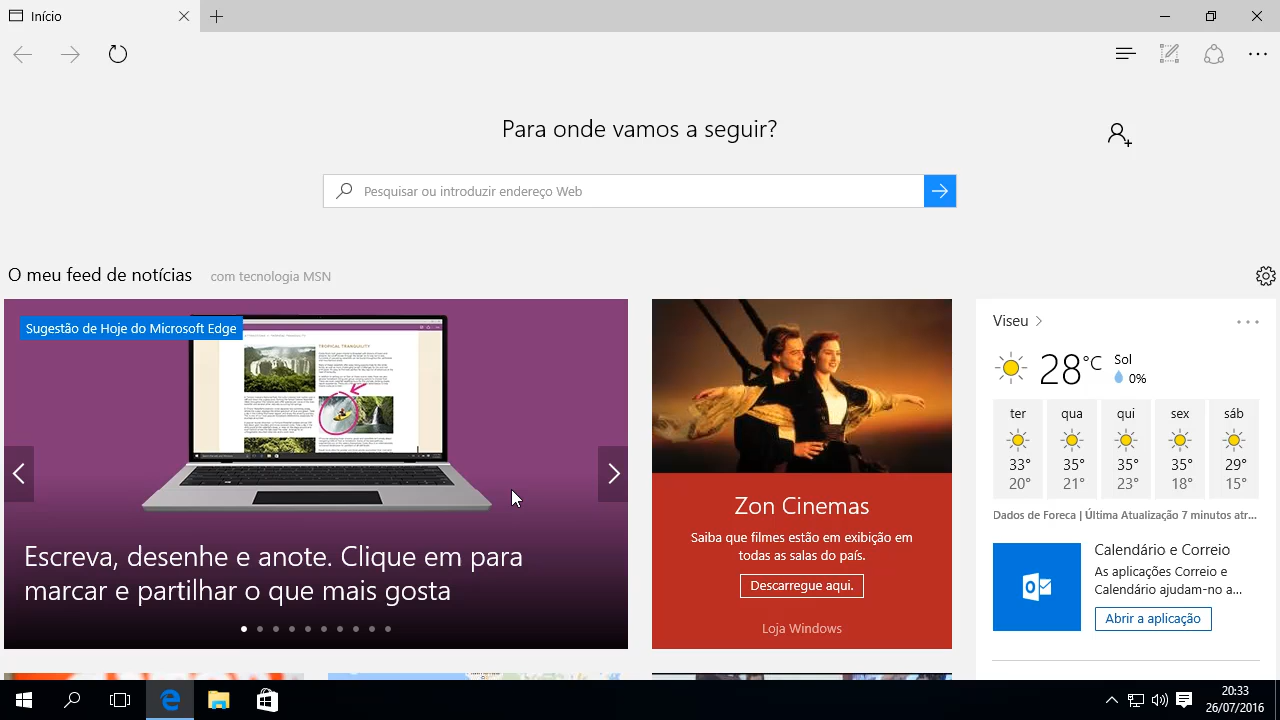 Início
Para onde vamos a seguir?
Pesquisar ou introduzir endereço Web
O meu feed de notícias com tecnologia MSN
Sugestão de Hoje do Microsoft Edge
TROPICAL TRANQUILITY
Escreva, desenhe e anote. Clique em para
marcar e partilhar o que mais gosta
Zon Cinemas
Saiba que filmes estão em exibição em
todas as salas do país.
Descarregue aqui.
Loja Windows
Viseu
28°C Sol
0%
ter qua qui sex sáb
33° 35° 35° 35° 29°
20° 21° 23° 18° 15°
Dados de Foreca | Última Atualização 7 minutos atr...
Calendário e Correio
As aplicações Correio e
Calendário ajudam-no a...
Abrir a aplicação
20:33
26/07/2016